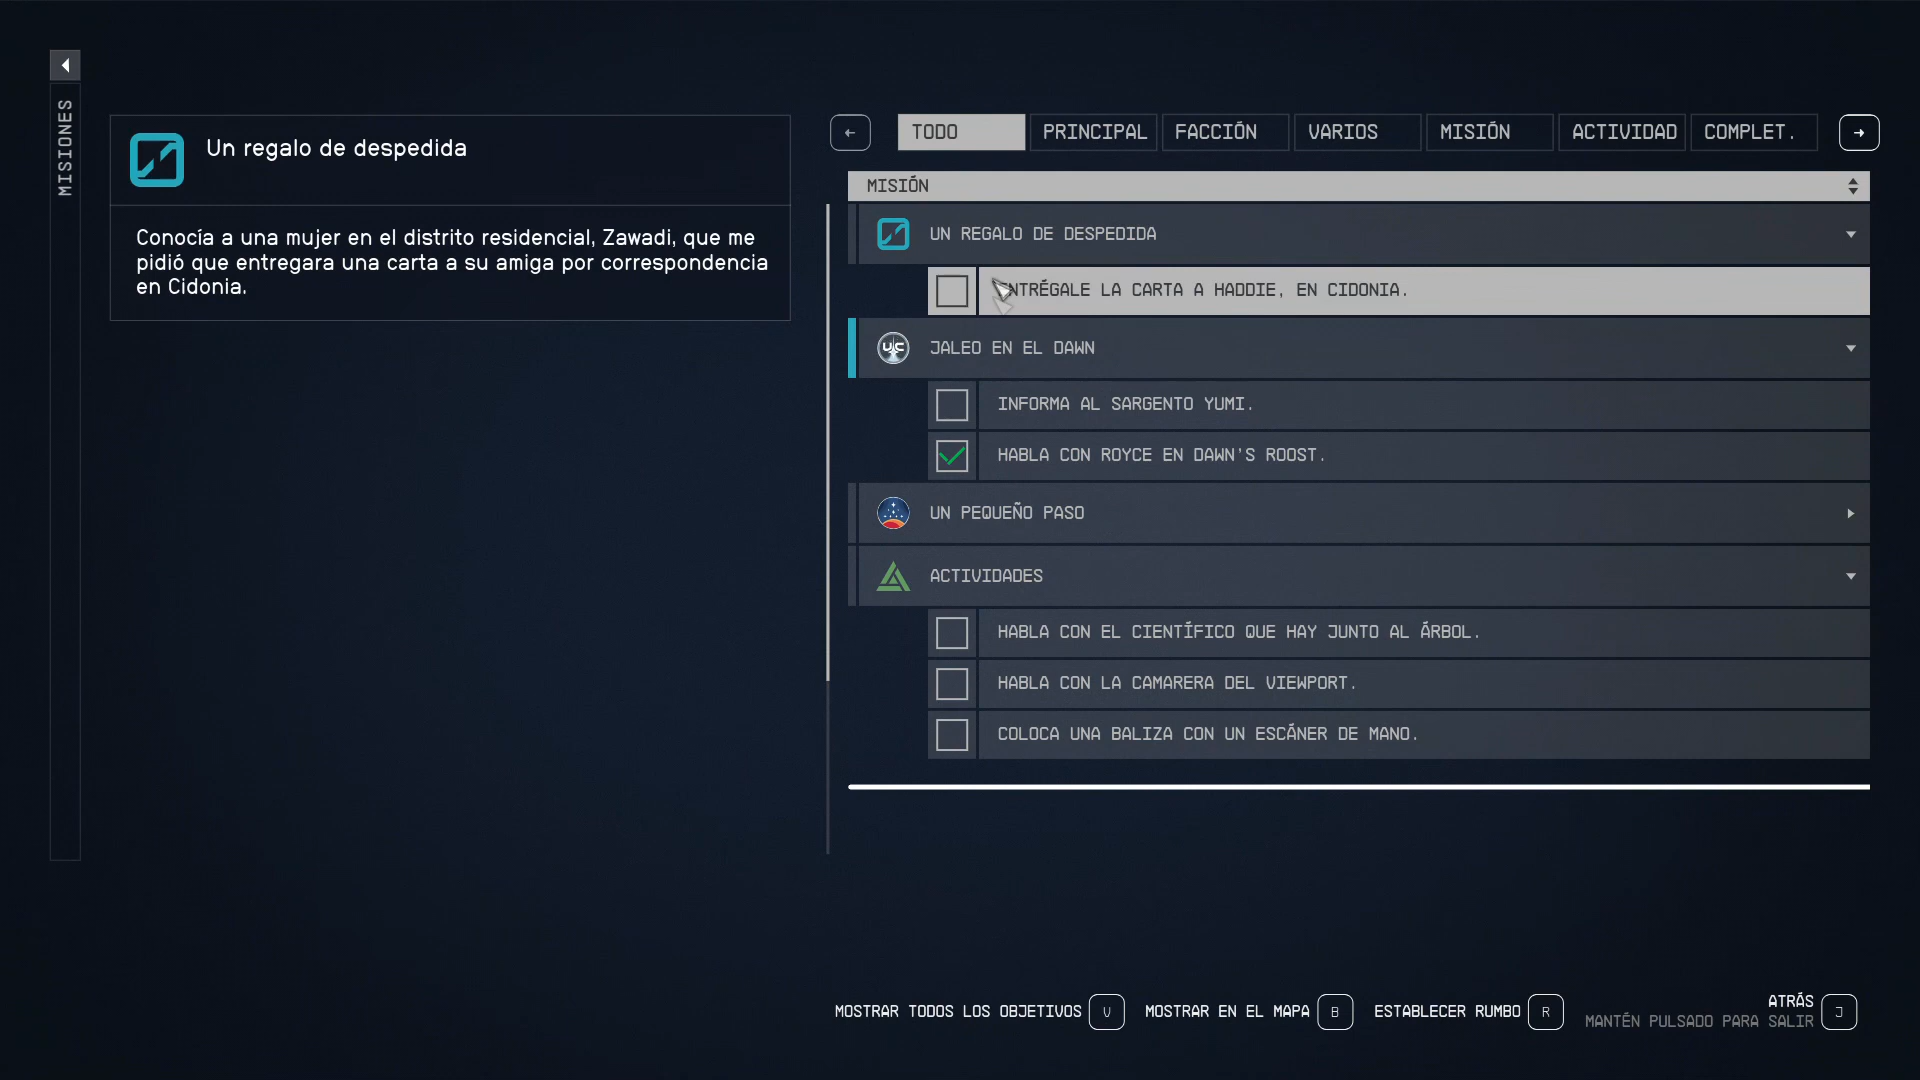 MISIONES
Un regalo de despedida
Conocía a una mujer en el distrito residencial, Zawadi, que me
pidió que entregara una carta a su amiga por correspondencia
en Cidonia.
TODO
PRINCIPAL
FACCIÓN
VARIOS
MISIÓN
ACTIVIDAD
COMPLET.
MISIÓN
UN REGALO DE DESPEDIDA
ENTRÉGALE LA CARTA A HADDIE, EN CIDONIA.
UC
JALEO EN EL DAWN
INFORMA AL SARGENTO YUMI.
HABLA CON ROYCE EN DAWN'S ROOST.
UN PEQUEÑO PASO
ACTIVIDADES
HABLA CON EL CIENTÍFICO QUE HAY JUNTO AL ÁRBOL.
HABLA CON LA CAMARERA DEL VIEWPORT.
COLOCA UNA BALIZA CON UN ESCÁNER DE MANO.
MOSTRAR TODOS LOS OBJETIVOS V
MOSTRAR EN EL MAPA B
ESTABLECER RUMBO R
ATRÁS
MANTÉN PULSADO PARA SALIR J